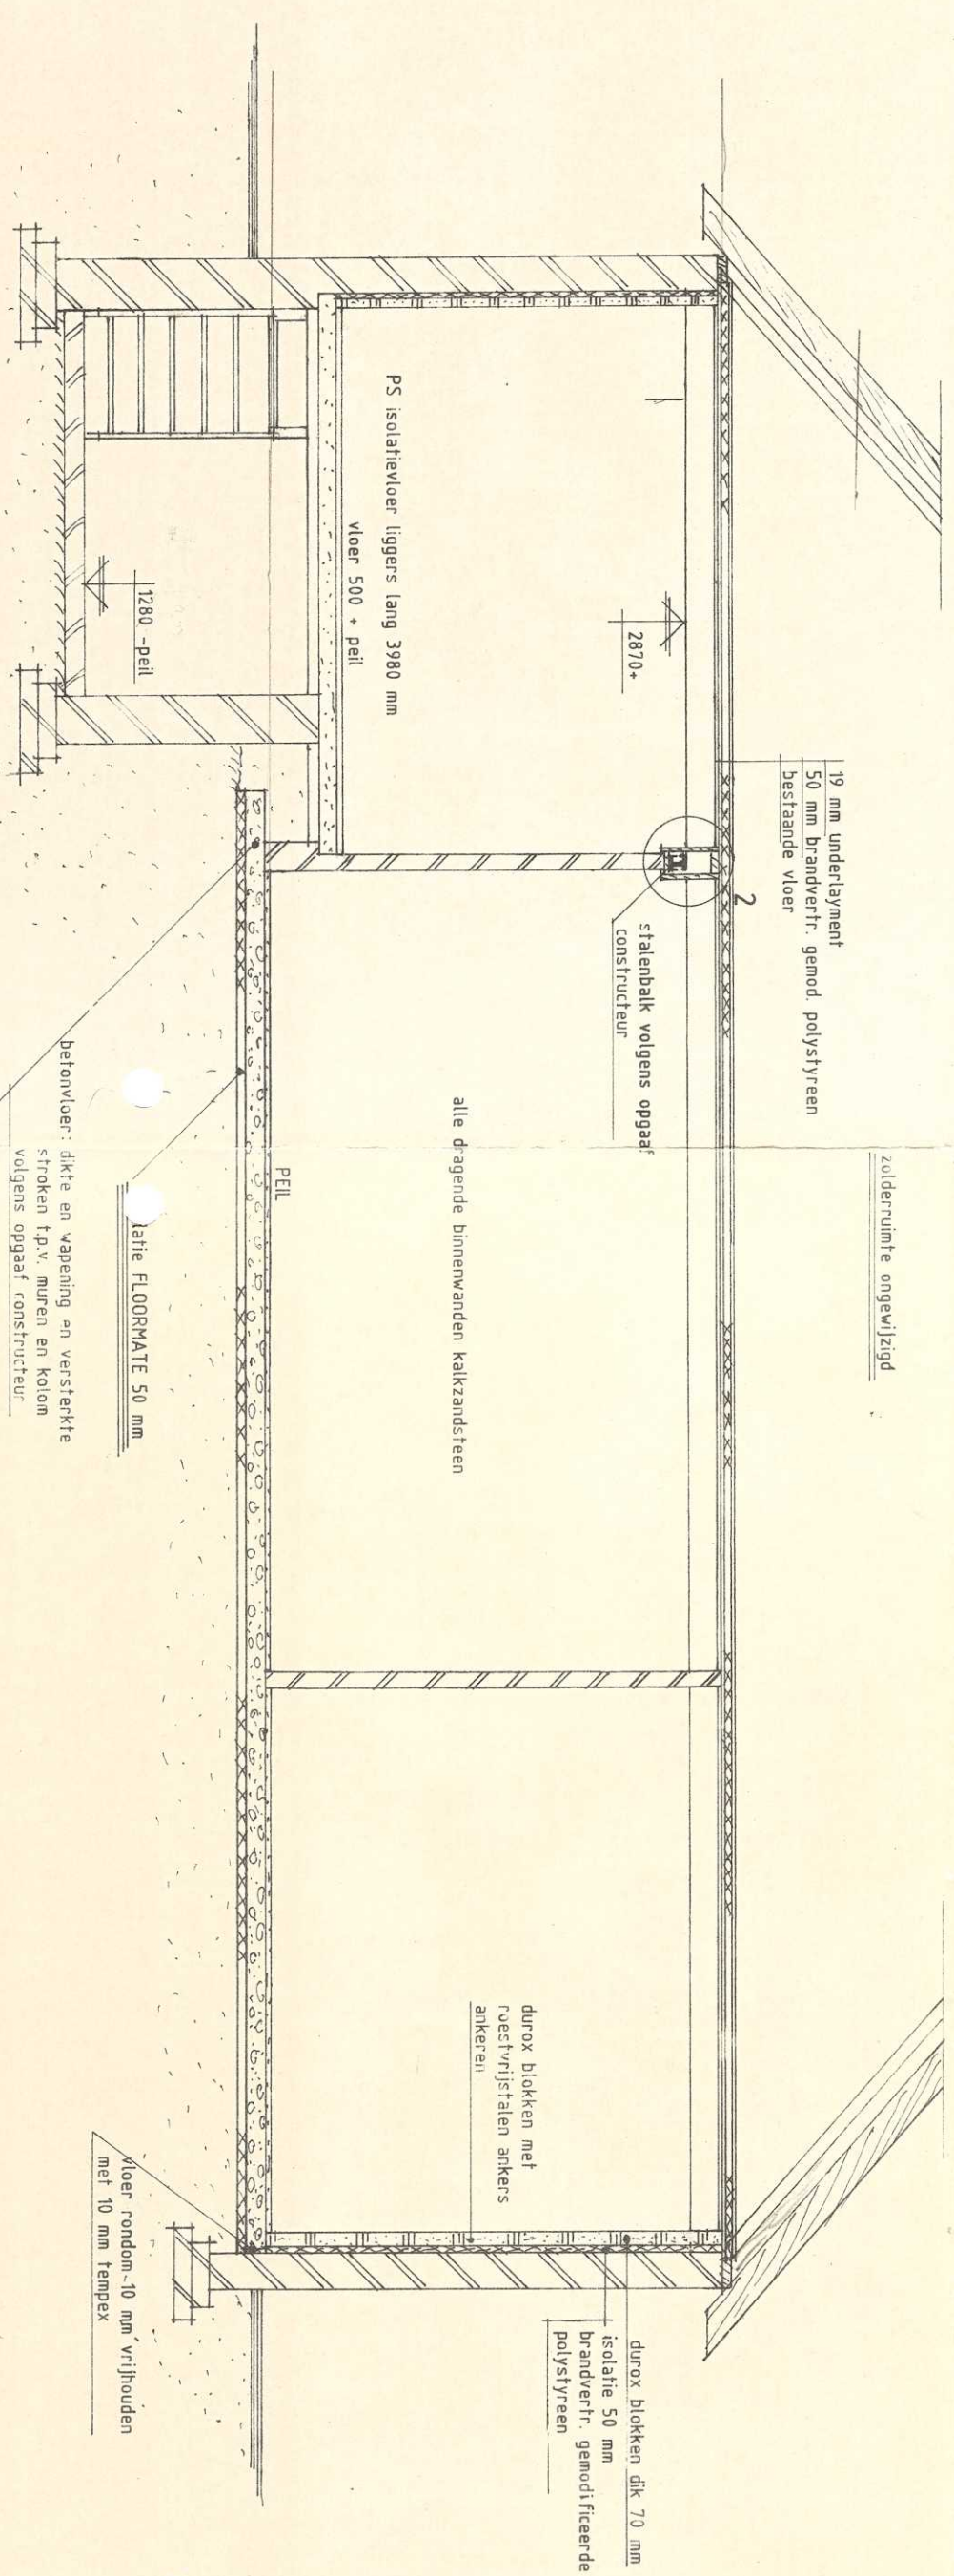 zolderruimte ongewijzigd
19 mm underlayment
50 mm brandvertr. gemod. polystyreen
bestaande vloer
2
2870+
stalenbalk volgens opgaaf
constructeur
PS isolatievloer liggers lang 3980 mm
vloer 500 + peil
alle dragende binnenwanden kalkzandsteen
durox blokken met
roestvrijstalen ankers
ankeren
durox blokken dik 70 mm
isolatie 50 mm
brandvertr. gemodificeerde
polystyreen
PEIL
1280 -peil
latie FLOORMATE 50 mm
betonvloer: dikte en wapening en versterkte
stroken t.p.v. muren en kolom
volgens opgaaf constructeur
vloer rondom ~10 mm vrijhouden
met 10 mm tempex